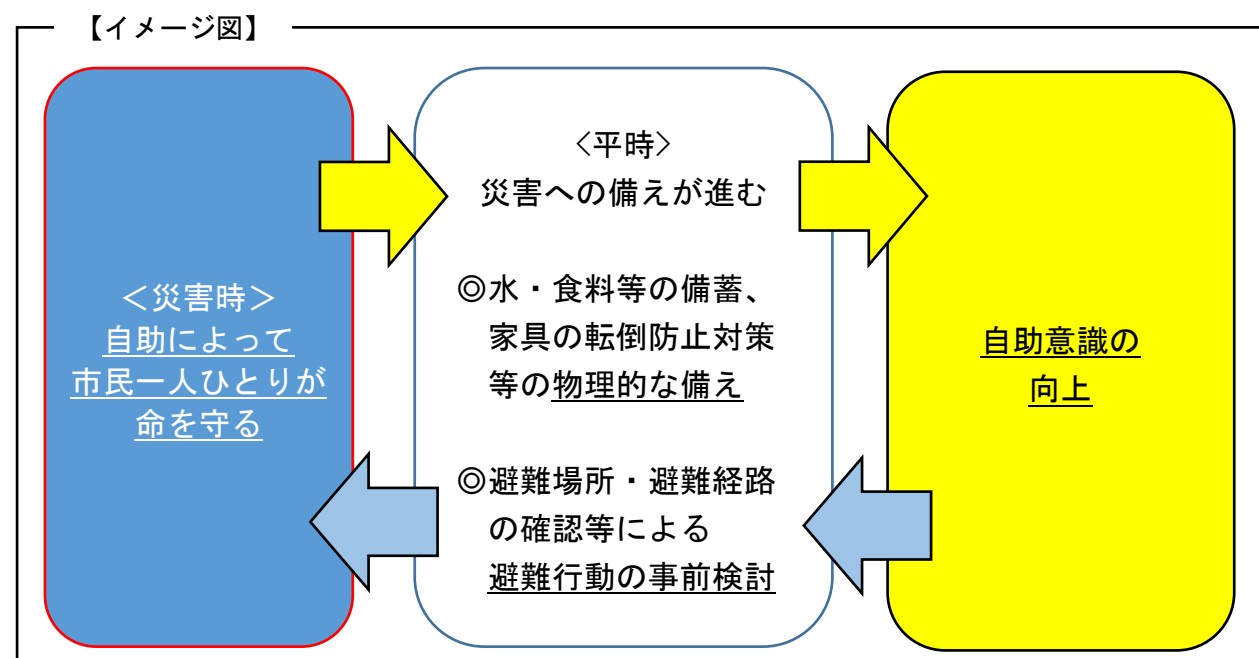 【イメージ図】
＜災害時＞
自助によって
市民一人ひとりが
命を守る
〈平時〉
災害への備えが進む
◎水・食料等の備蓄、
家具の転倒防止対策
等の物理的な備え
◎避難場所・避難経路
の確認等による
避難行動の事前検討
自助意識の
向上